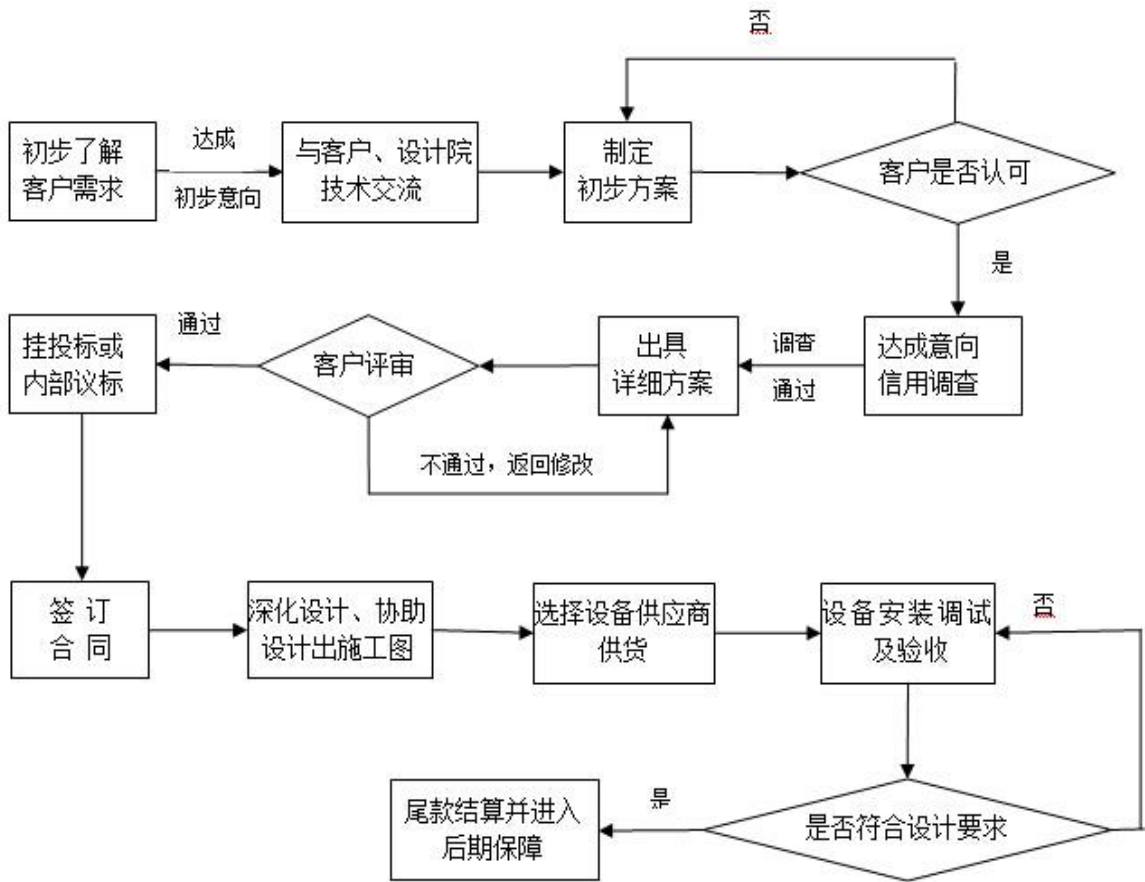 否
初步了解
客户需求
达成
初步意向
与客户、设计院
技术交流
制定
初步方案
客户是否认可
是
挂投标或
内部议标
通过
客户评审
出具
详细方案
调查
通过
达成意向
信用调查
不通过，返回修改
签 订
合 同
深化设计、协助
设计出施工图
选择设备供应商
供货
设备安装调试
及验收
否
尾款结算并进入
后期保障
是
是否符合设计要求